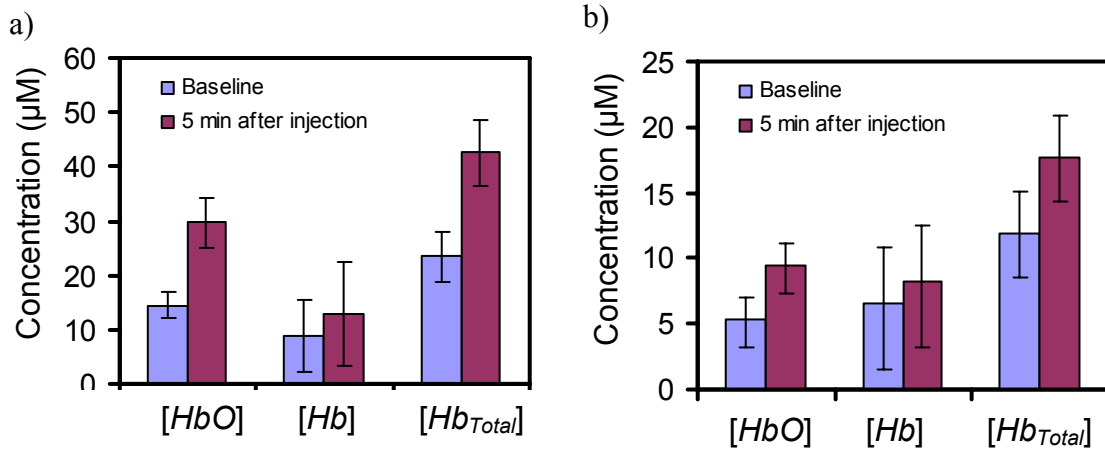 a)
Concentration (µM)
60
50
40
30
20
10
0
Baseline
5 min after injection
[HbO] [Hb] [HbTotal]
b)
Concentration (µM)
25
20
15
10
5
0
Baseline
5 min after injection
[HbO] [Hb] [HbTotal]